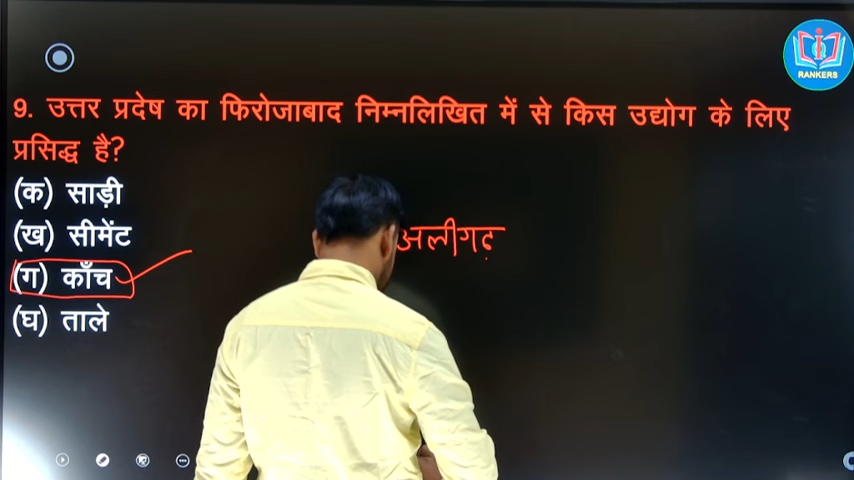 RANKERS
9. उत्तर प्रदेष का फिरोजाबाद निम्नलिखित में से किस उद्योग के लिए
प्रसिद्ध है?
(क) साड़ी
(ख) सीमेंट
अलीगढ़
(ग) काँच
(घ) ताले